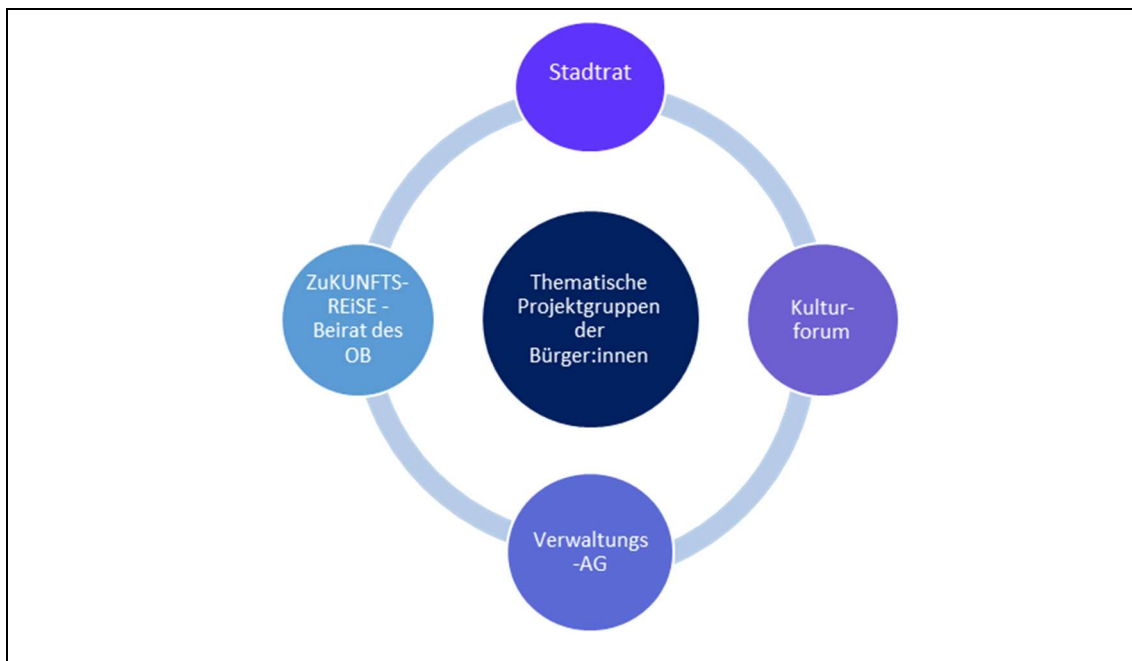 Stadtrat
ZuKUNFTS-
REiSE -
Beirat des
OB
Thematische
Projektgruppen
der
Bürger:innen
Kultur-
forum
Verwaltungs
-AG